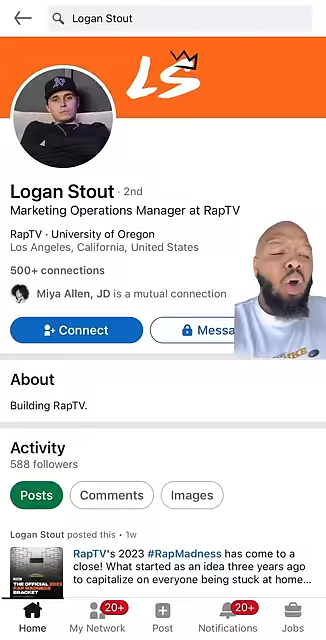 Logan Stout
LS
Logan Stout · 2nd
Marketing Operations Manager at RapTV
RapTV · University of Oregon
Los Angeles, California, United States
500+ connections
Miya Allen, JD is a mutual connection
Connect
Messa
About
Building RapTV.
Activity
588 followers
Posts
Comments
Images
Logan Stout posted this • 1w
RapTV's 2023 #RapMadness has come to a
close! What started as an idea three years ago
to capitalize on everyone being stuck at home...
THE OFFICIAL 2023
RAP MADNESS
BRACKET
20+
20+
Home
My Network
Post
Notifications
Jobs